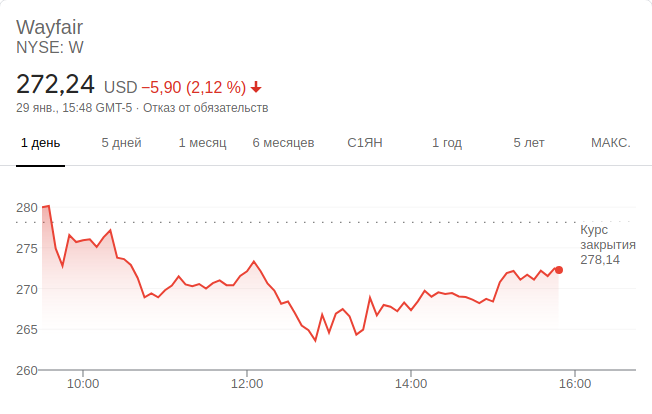 Wayfair
NYSE: W
272,24 USD −5,90 (2,12 %)
29 янв., 15:48 GMT-5 · Отказ от обязательств
1 день 5 дней 1 месяц 6 месяцев С1ЯН 1 год 5 лет МАКС.
280
Курс
закрытия
278,14
275
270
265
260
10:00 12:00 14:00 16:00